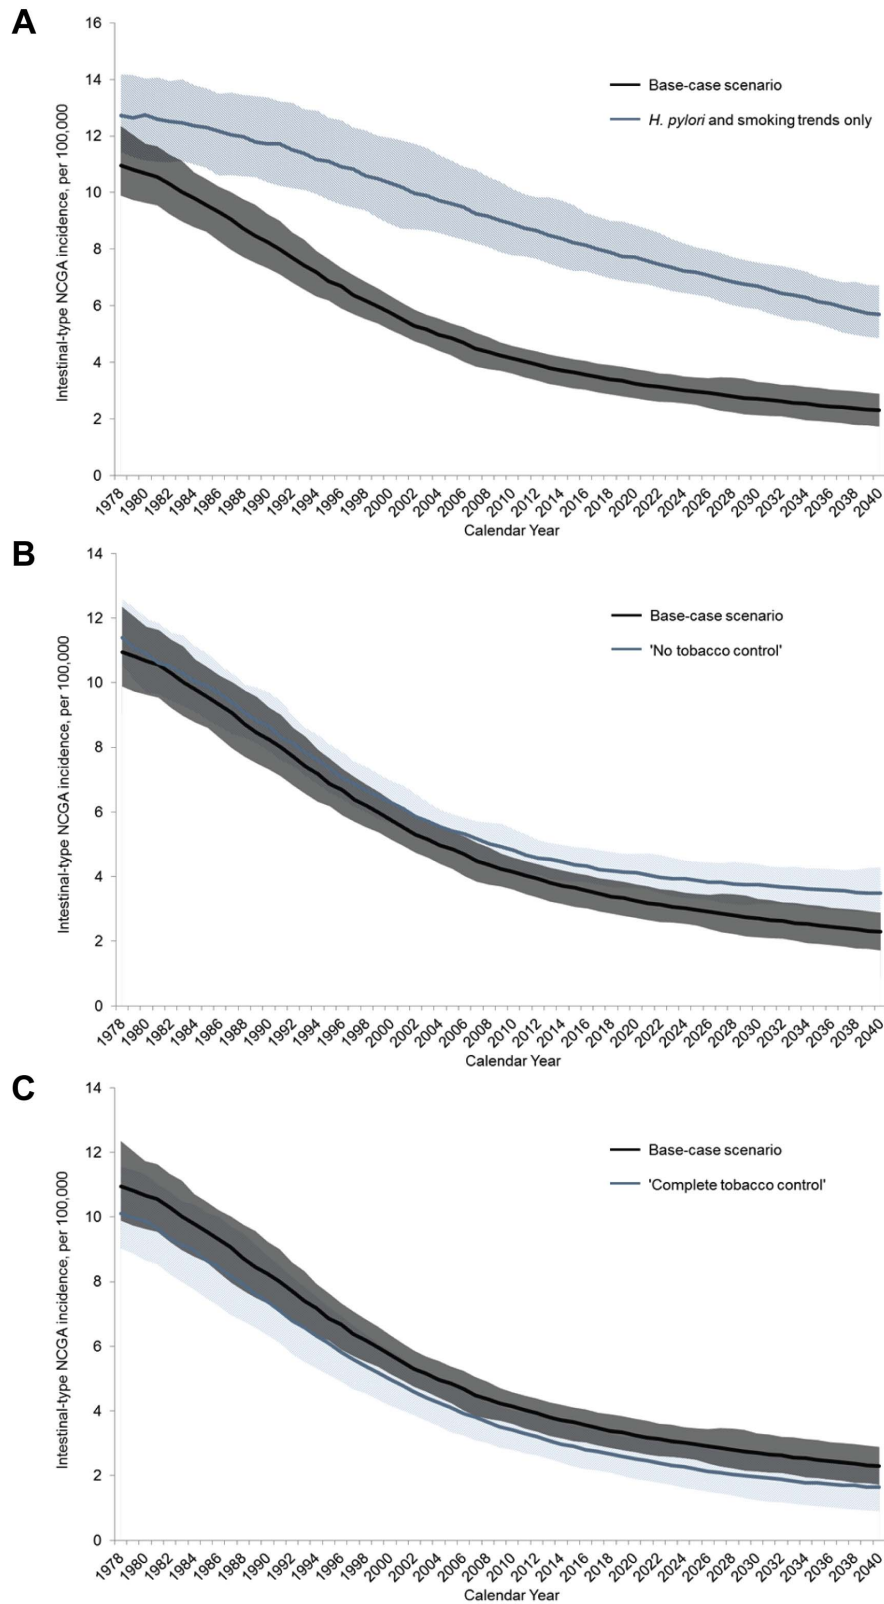 A
16
14
12
10
8
6
4
2
0
Intestinal-type NCGA incidence, per 100,000
Base-case scenario
H. pylori and smoking trends only
1978 1980 1982 1984 1986 1988 1990 1992 1994 1996 1998 2000 2002 2004 2006 2008 2010 2012 2014 2016 2018 2020 2022 2024 2026 2028 2030 2032 2034 2036 2038 2040
Calendar Year
B
14
12
10
8
6
4
2
0
Intestinal-type NCGA incidence, per 100,000
Base-case scenario
'No tobacco control'
1978 1980 1982 1984 1986 1988 1990 1992 1994 1996 1998 2000 2002 2004 2006 2008 2010 2012 2014 2016 2018 2020 2022 2024 2026 2028 2030 2032 2034 2036 2038 2040
Calendar Year
C
14
12
10
8
6
4
2
0
Intestinal-type NCGA incidence, per 100,000
Base-case scenario
'Complete tobacco control'
1978 1980 1982 1984 1986 1988 1990 1992 1994 1996 1998 2000 2002 2004 2006 2008 2010 2012 2014 2016 2018 2020 2022 2024 2026 2028 2030 2032 2034 2036 2038 2040
Calendar Year